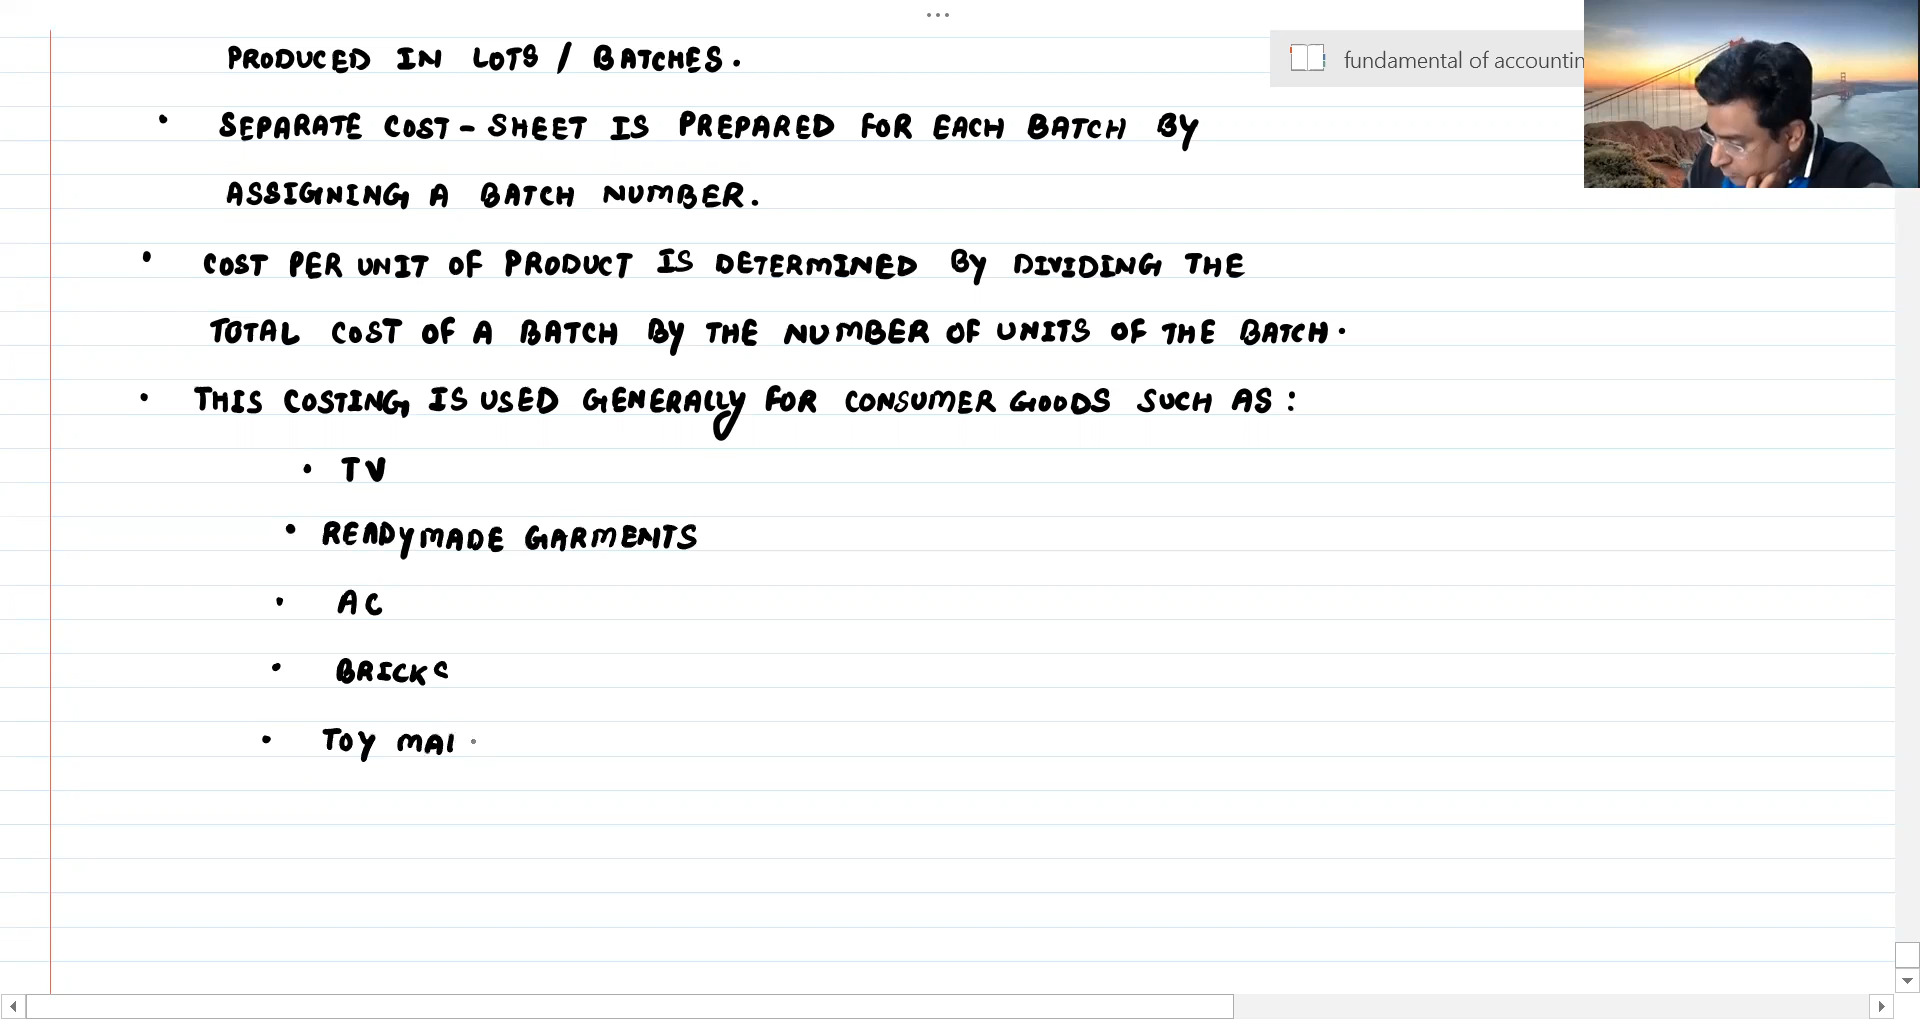 PRODUCED IN LOTS / BATCHES.
fundamental of accountin
• SEPARATE COST - SHEET IS PREPARED FOR EACH BATCH BY
ASSIGNING A BATCH NUMBER.
• COST PER UNIT OF PRODUCT IS DETERMINED BY DIVIDING THE
TOTAL COST OF A BATCH BY THE NUMBER OF UNITS OF THE BATCH.
• THIS COSTING IS USED GENERALLY FOR CONSUMER GOODS SUCH AS :
• TV
• READYMADE GARMENTS
• AC
• BRICKS
• TOY